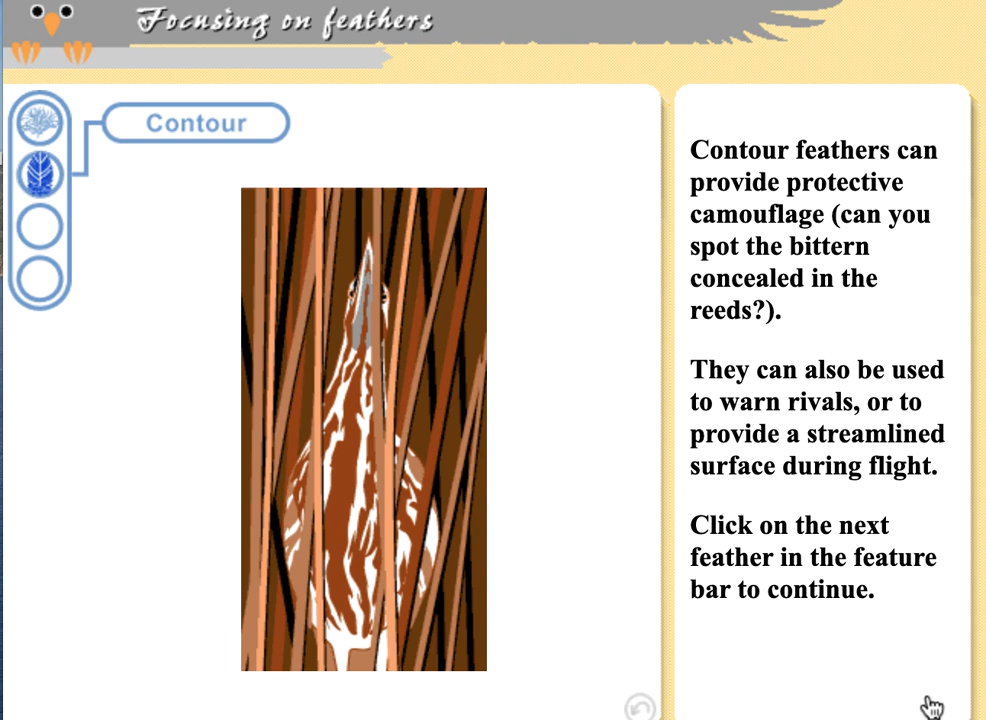 Focusing on feathers
Contour
Contour feathers can
provide protective
camouflage (can you
spot the bittern
concealed in the
reeds?).
They can also be used
to warn rivals, or to
provide a streamlined
surface during flight.
Click on the next
feather in the feature
bar to continue.